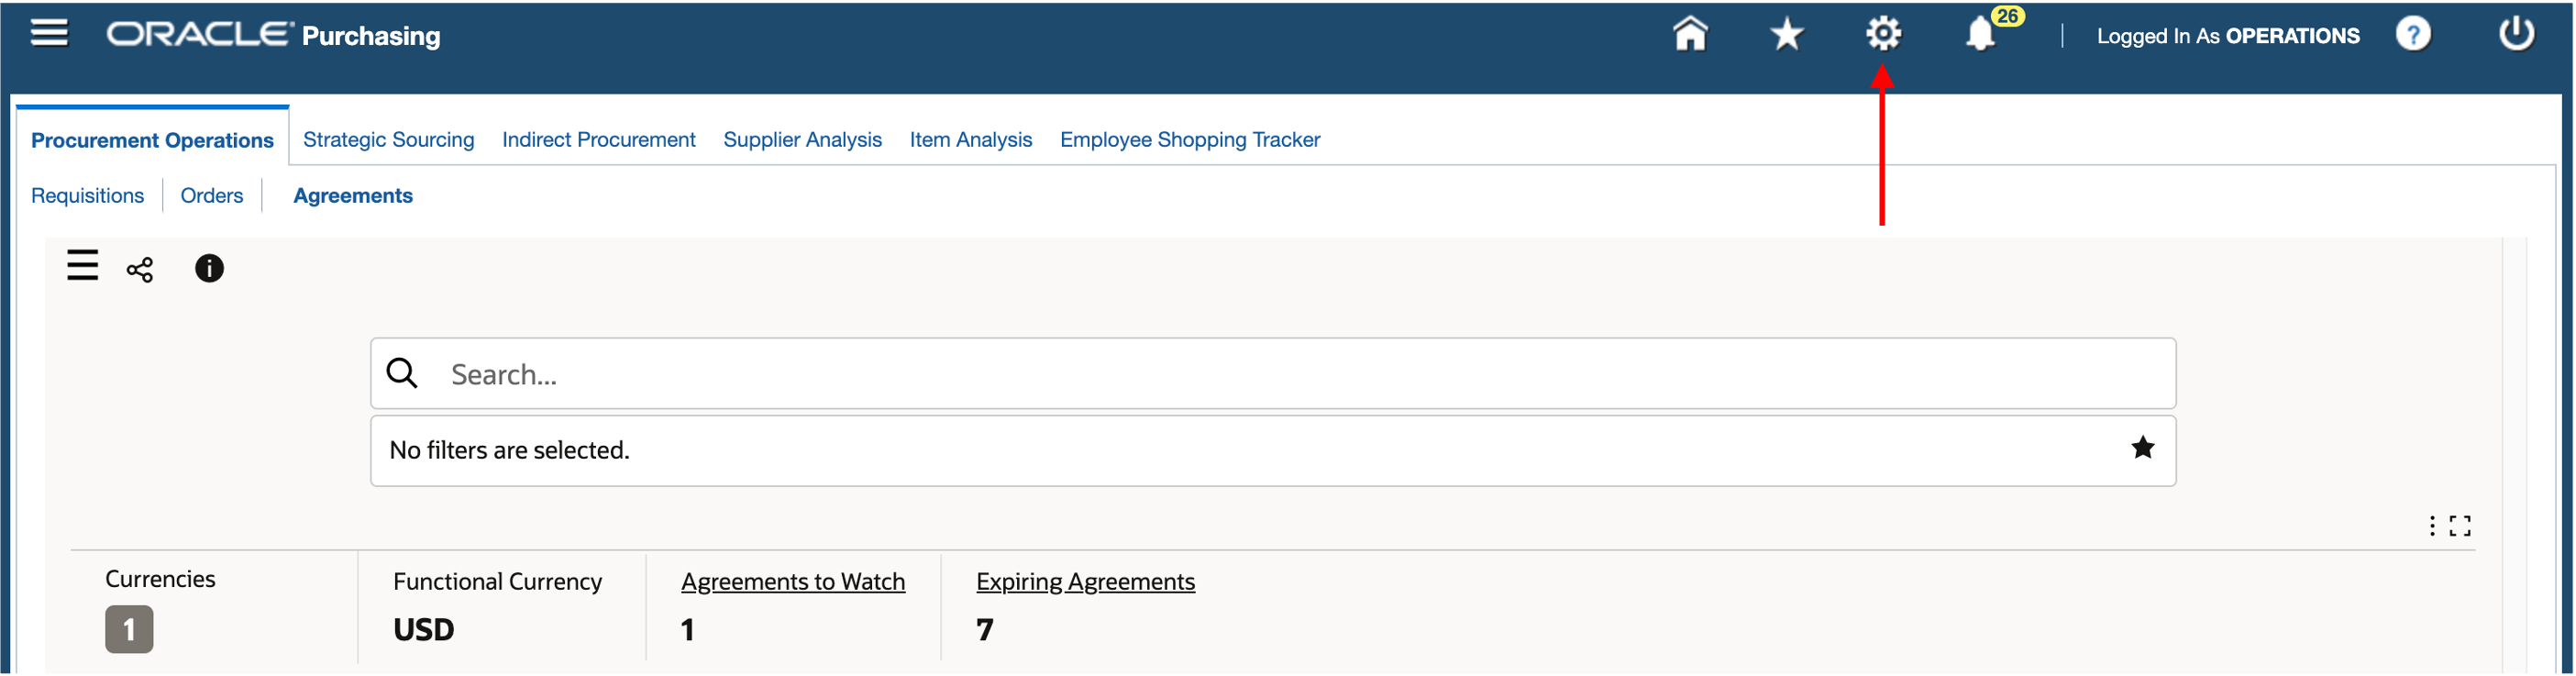 ORACLE Purchasing
26
Logged In As OPERATIONS
?
Procurement Operations Strategic Sourcing Indirect Procurement Supplier Analysis Item Analysis Employee Shopping Tracker
Requisitions Orders Agreements
i
Search...
No filters are selected.
Currencies Functional Currency Agreements to Watch Expiring Agreements
1 USD 1 7